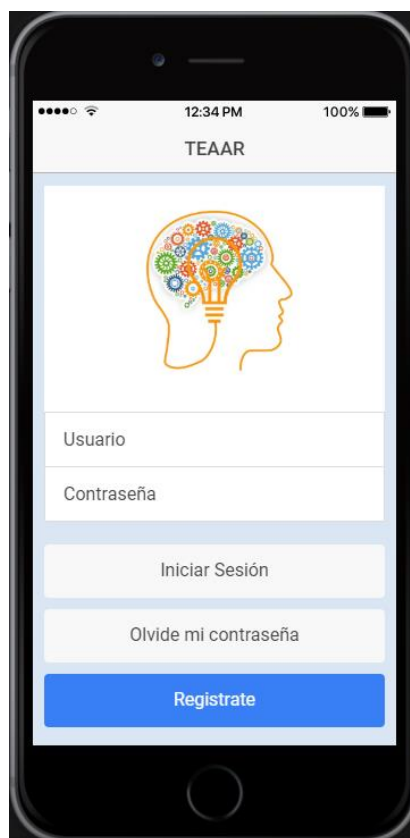 12:34 PM 100%
TEAAR
Usuario
Contraseña
Iniciar Sesión
Olvide mi contraseña
Registrate